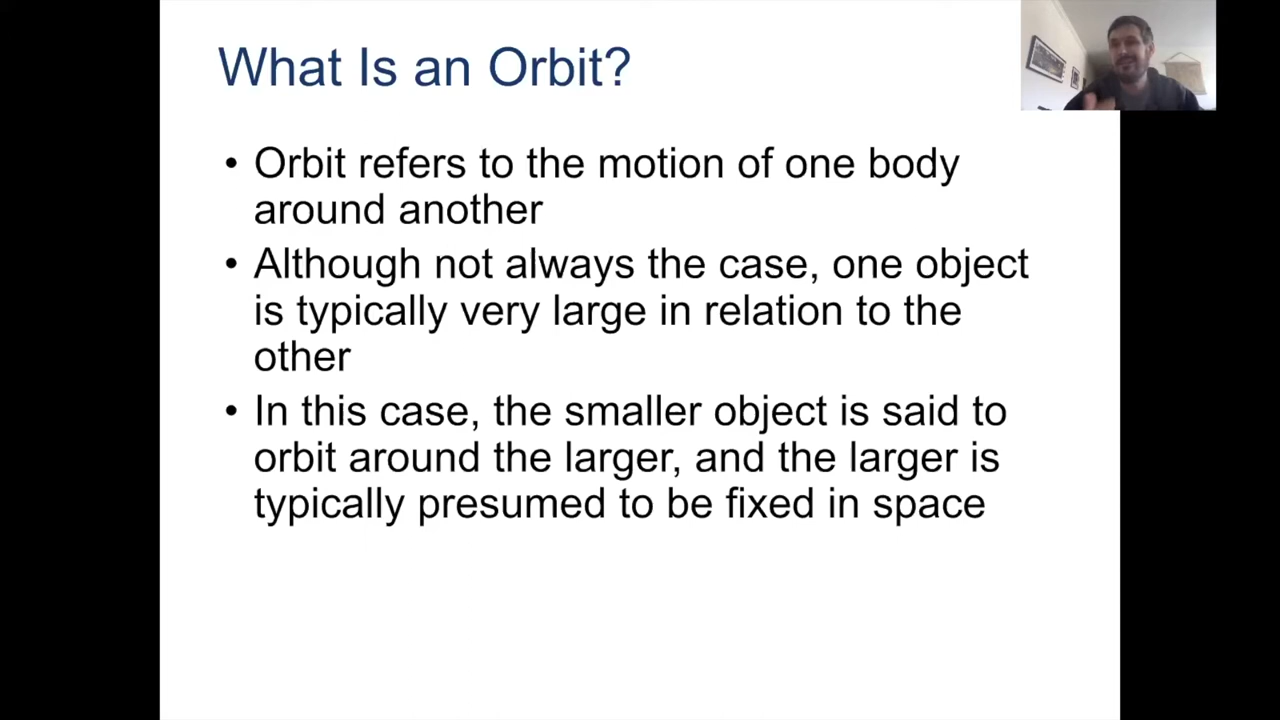 What Is an Orbit?
• Orbit refers to the motion of one body
around another
• Although not always the case, one object
is typically very large in relation to the
other
• In this case, the smaller object is said to
orbit around the larger, and the larger is
typically presumed to be fixed in space